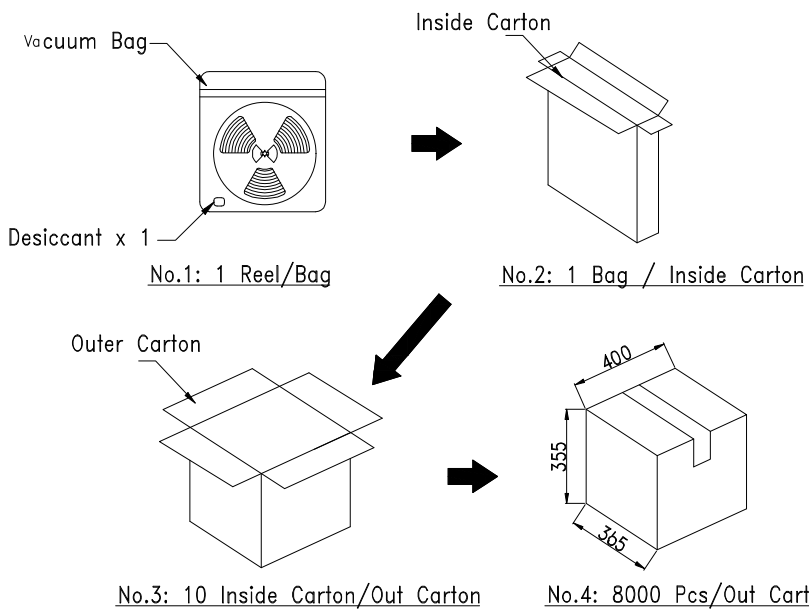 Vacuum Bag
Inside Carton
Desiccant x 1
No.1: 1 Reel/Bag
No.2: 1 Bag / Inside Carton
Outer Carton
400
355
365
No.3: 10 Inside Carton/Out Carton
No.4: 8000 Pcs/Out Cart